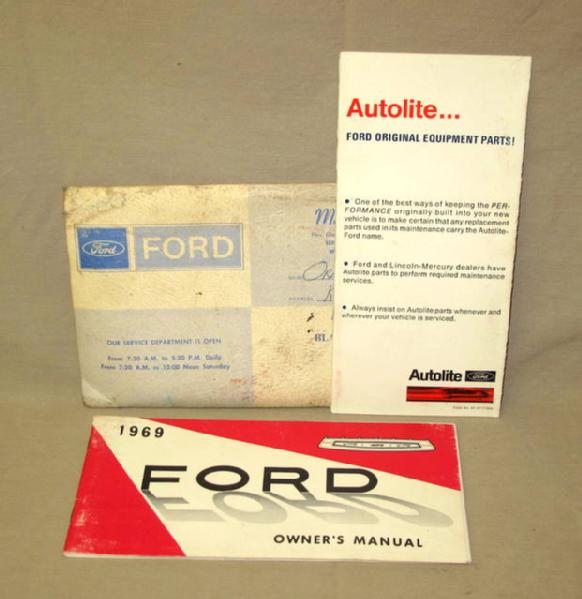 Autolite...
FORD ORIGINAL EQUIPMENT PARTS!
• One of the best ways of keeping the PER-
FORMANCE originally built into your new
vehicle is to make certain that any replacement
parts used in its maintenance carry the Autolite-
Ford name.
• Ford and Lincoln-Mercury dealers have
Autolite parts to perform required maintenance
services.
• Always insist on Autolite parts whenever and
wherever your vehicle is serviced.
Autolite Ford
Ford FORD
OUR SERVICE DEPARTMENT IS OPEN
From 7:30 A.M. to 5:30 P.M. Daily
From 7:30 A.M. to 12:00 Noon Saturday
1969
FORD
OWNER'S MANUAL